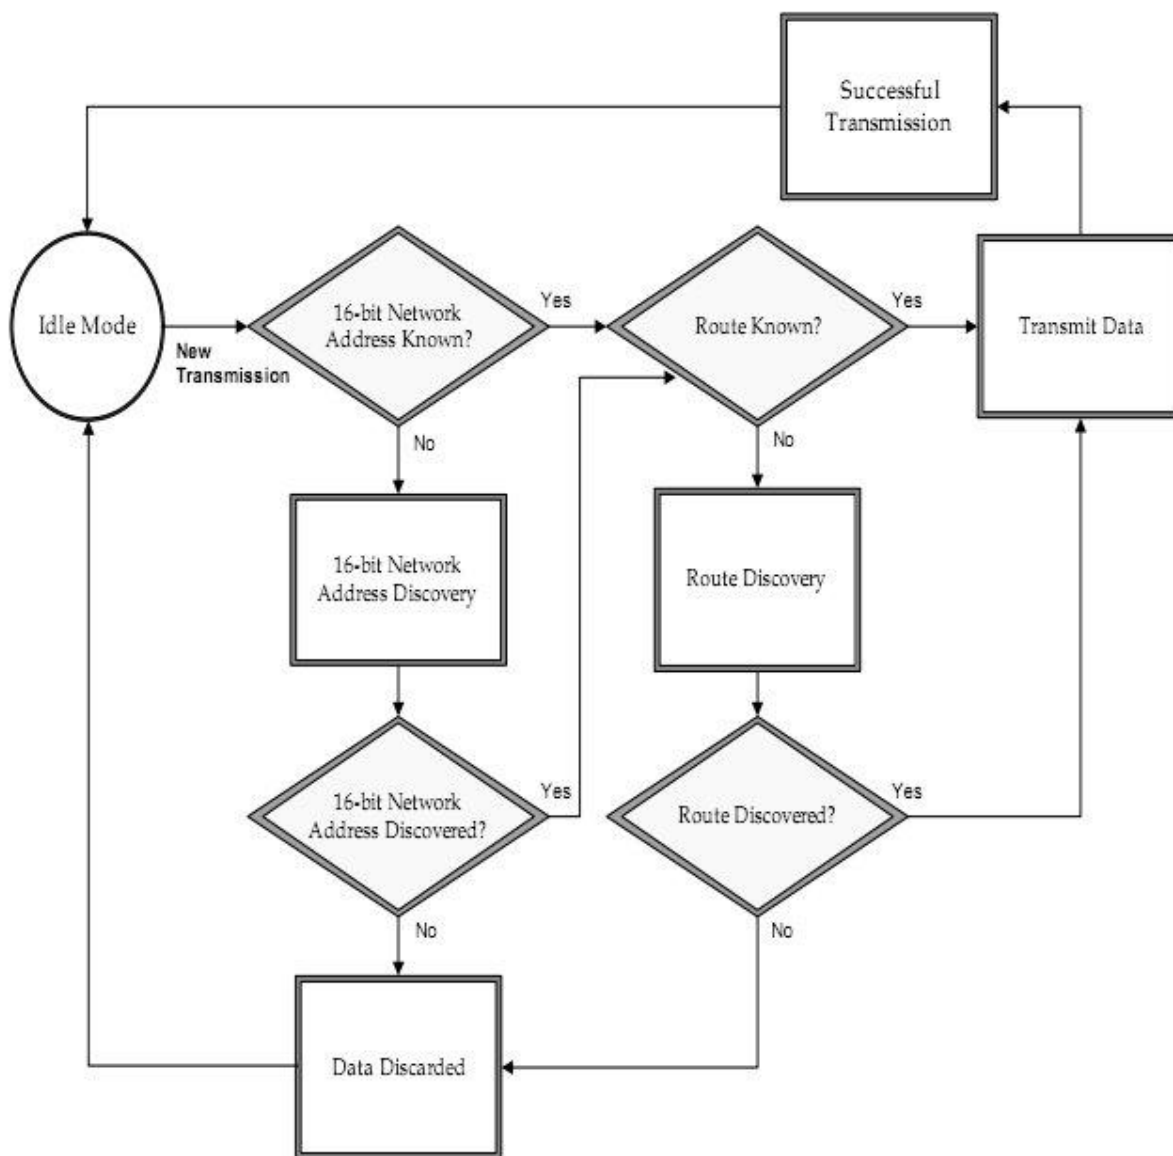 Successful
Transmission
Idle Mode
New
Transmission
16-bit Network
Address Known?
Yes
Route Known?
Yes
Transmit Data
No
No
16-bit Network
Address Discovery
Route Discovery
16-bit Network
Address Discovered?
Yes
Route Discovered?
Yes
No
No
Data Discarded